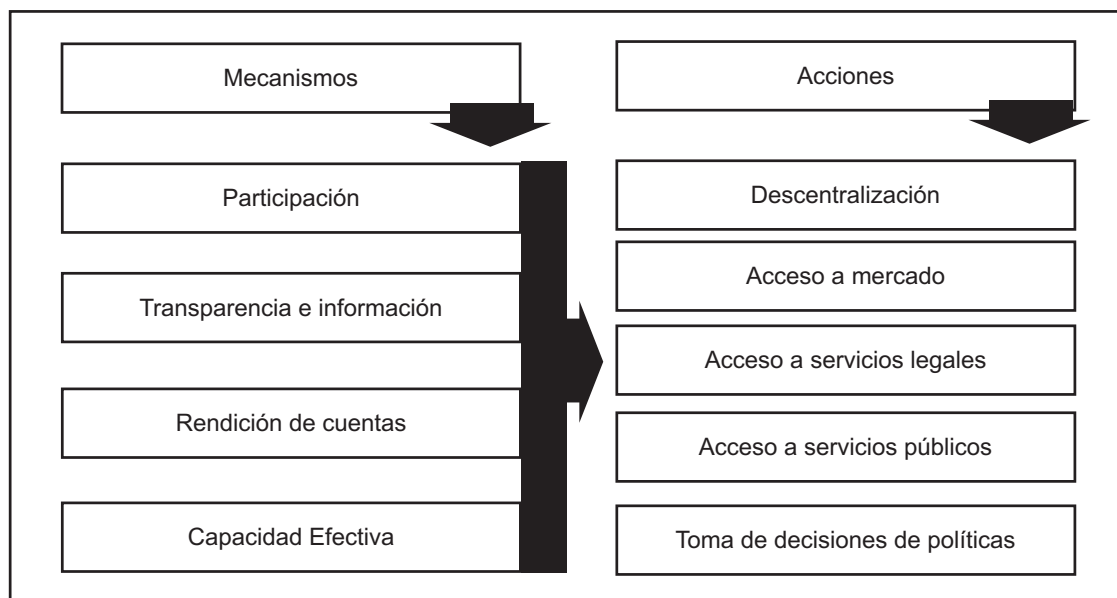 Mecanismos
Participación
Transparencia e información
Rendición de cuentas
Capacidad Efectiva
Acciones
Descentralización
Acceso a mercado
Acceso a servicios legales
Acceso a servicios públicos
Toma de decisiones de políticas